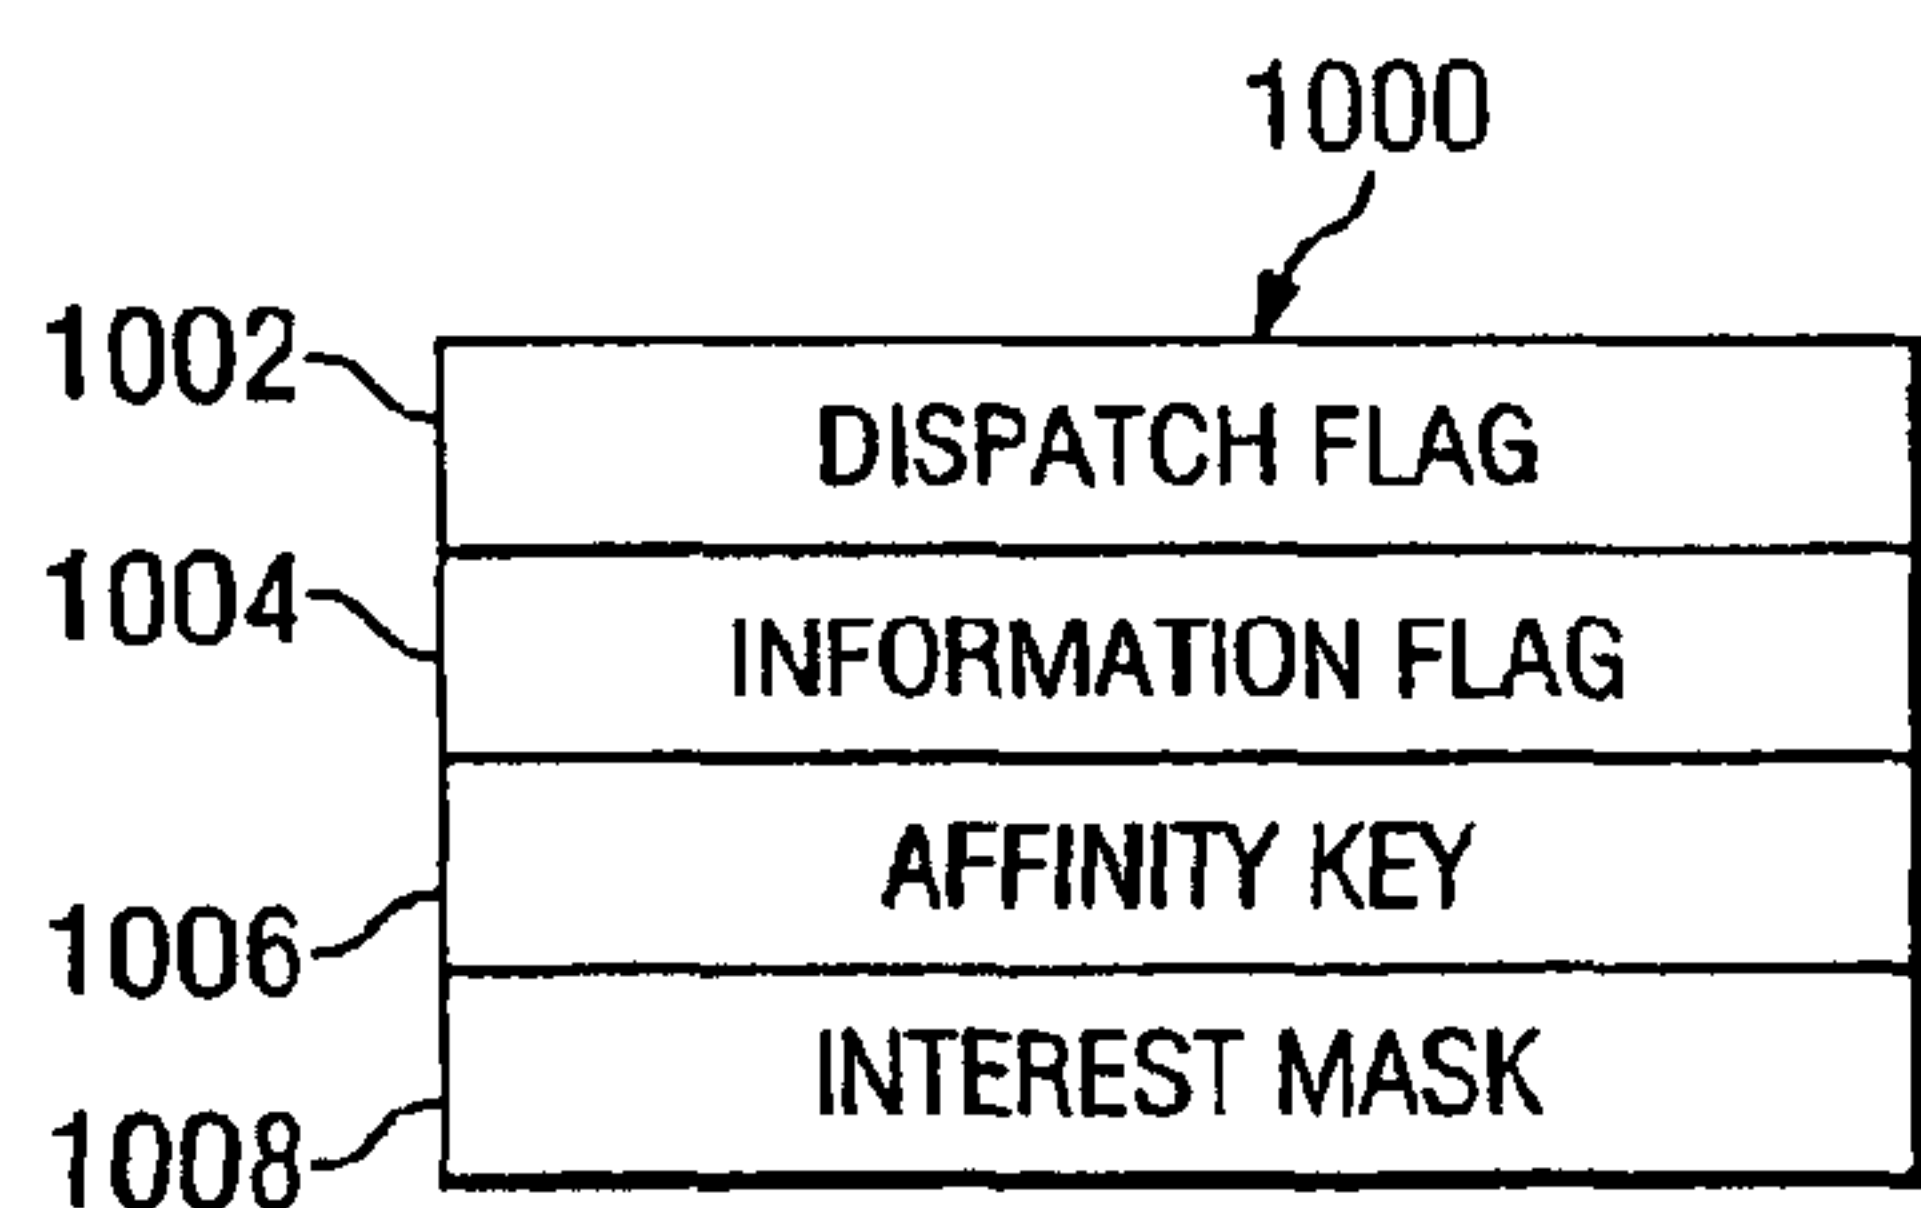 1000
1002 DISPATCH FLAG
1004 INFORMATION FLAG
1006 AFFINITY KEY
1008 INTEREST MASK